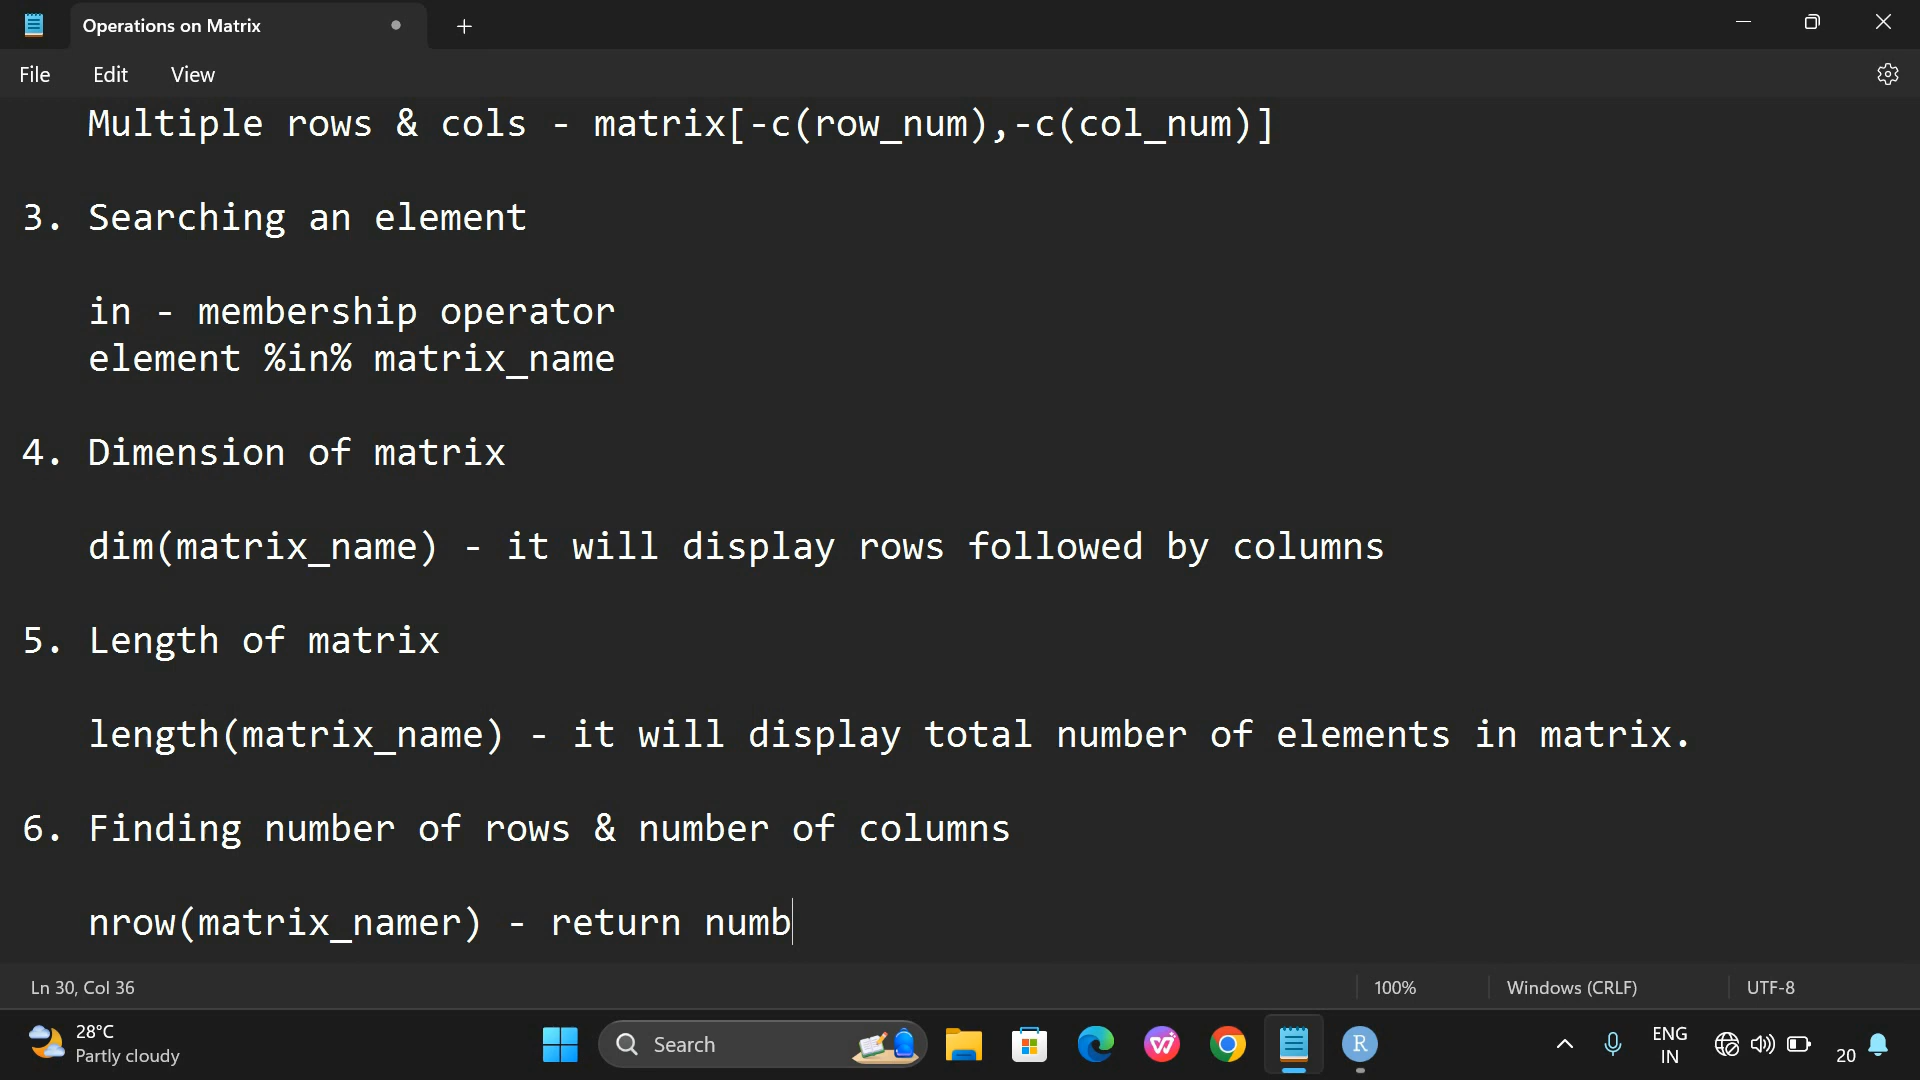 Operations on Matrix
File Edit View
Multiple rows & cols - matrix[-c(row_num),-c(col_num)]
3. Searching an element
in - membership operator
element %in% matrix_name
4. Dimension of matrix
dim(matrix_name) - it will display rows followed by columns
5. Length of matrix
length(matrix_name) - it will display total number of elements in matrix.
6. Finding number of rows & number of columns
nrow(matrix_namer) - return numb
Ln 30, Col 36 100% Windows (CRLF) UTF-8
28°C
Partly cloudy
Search
R
ENG
IN
20